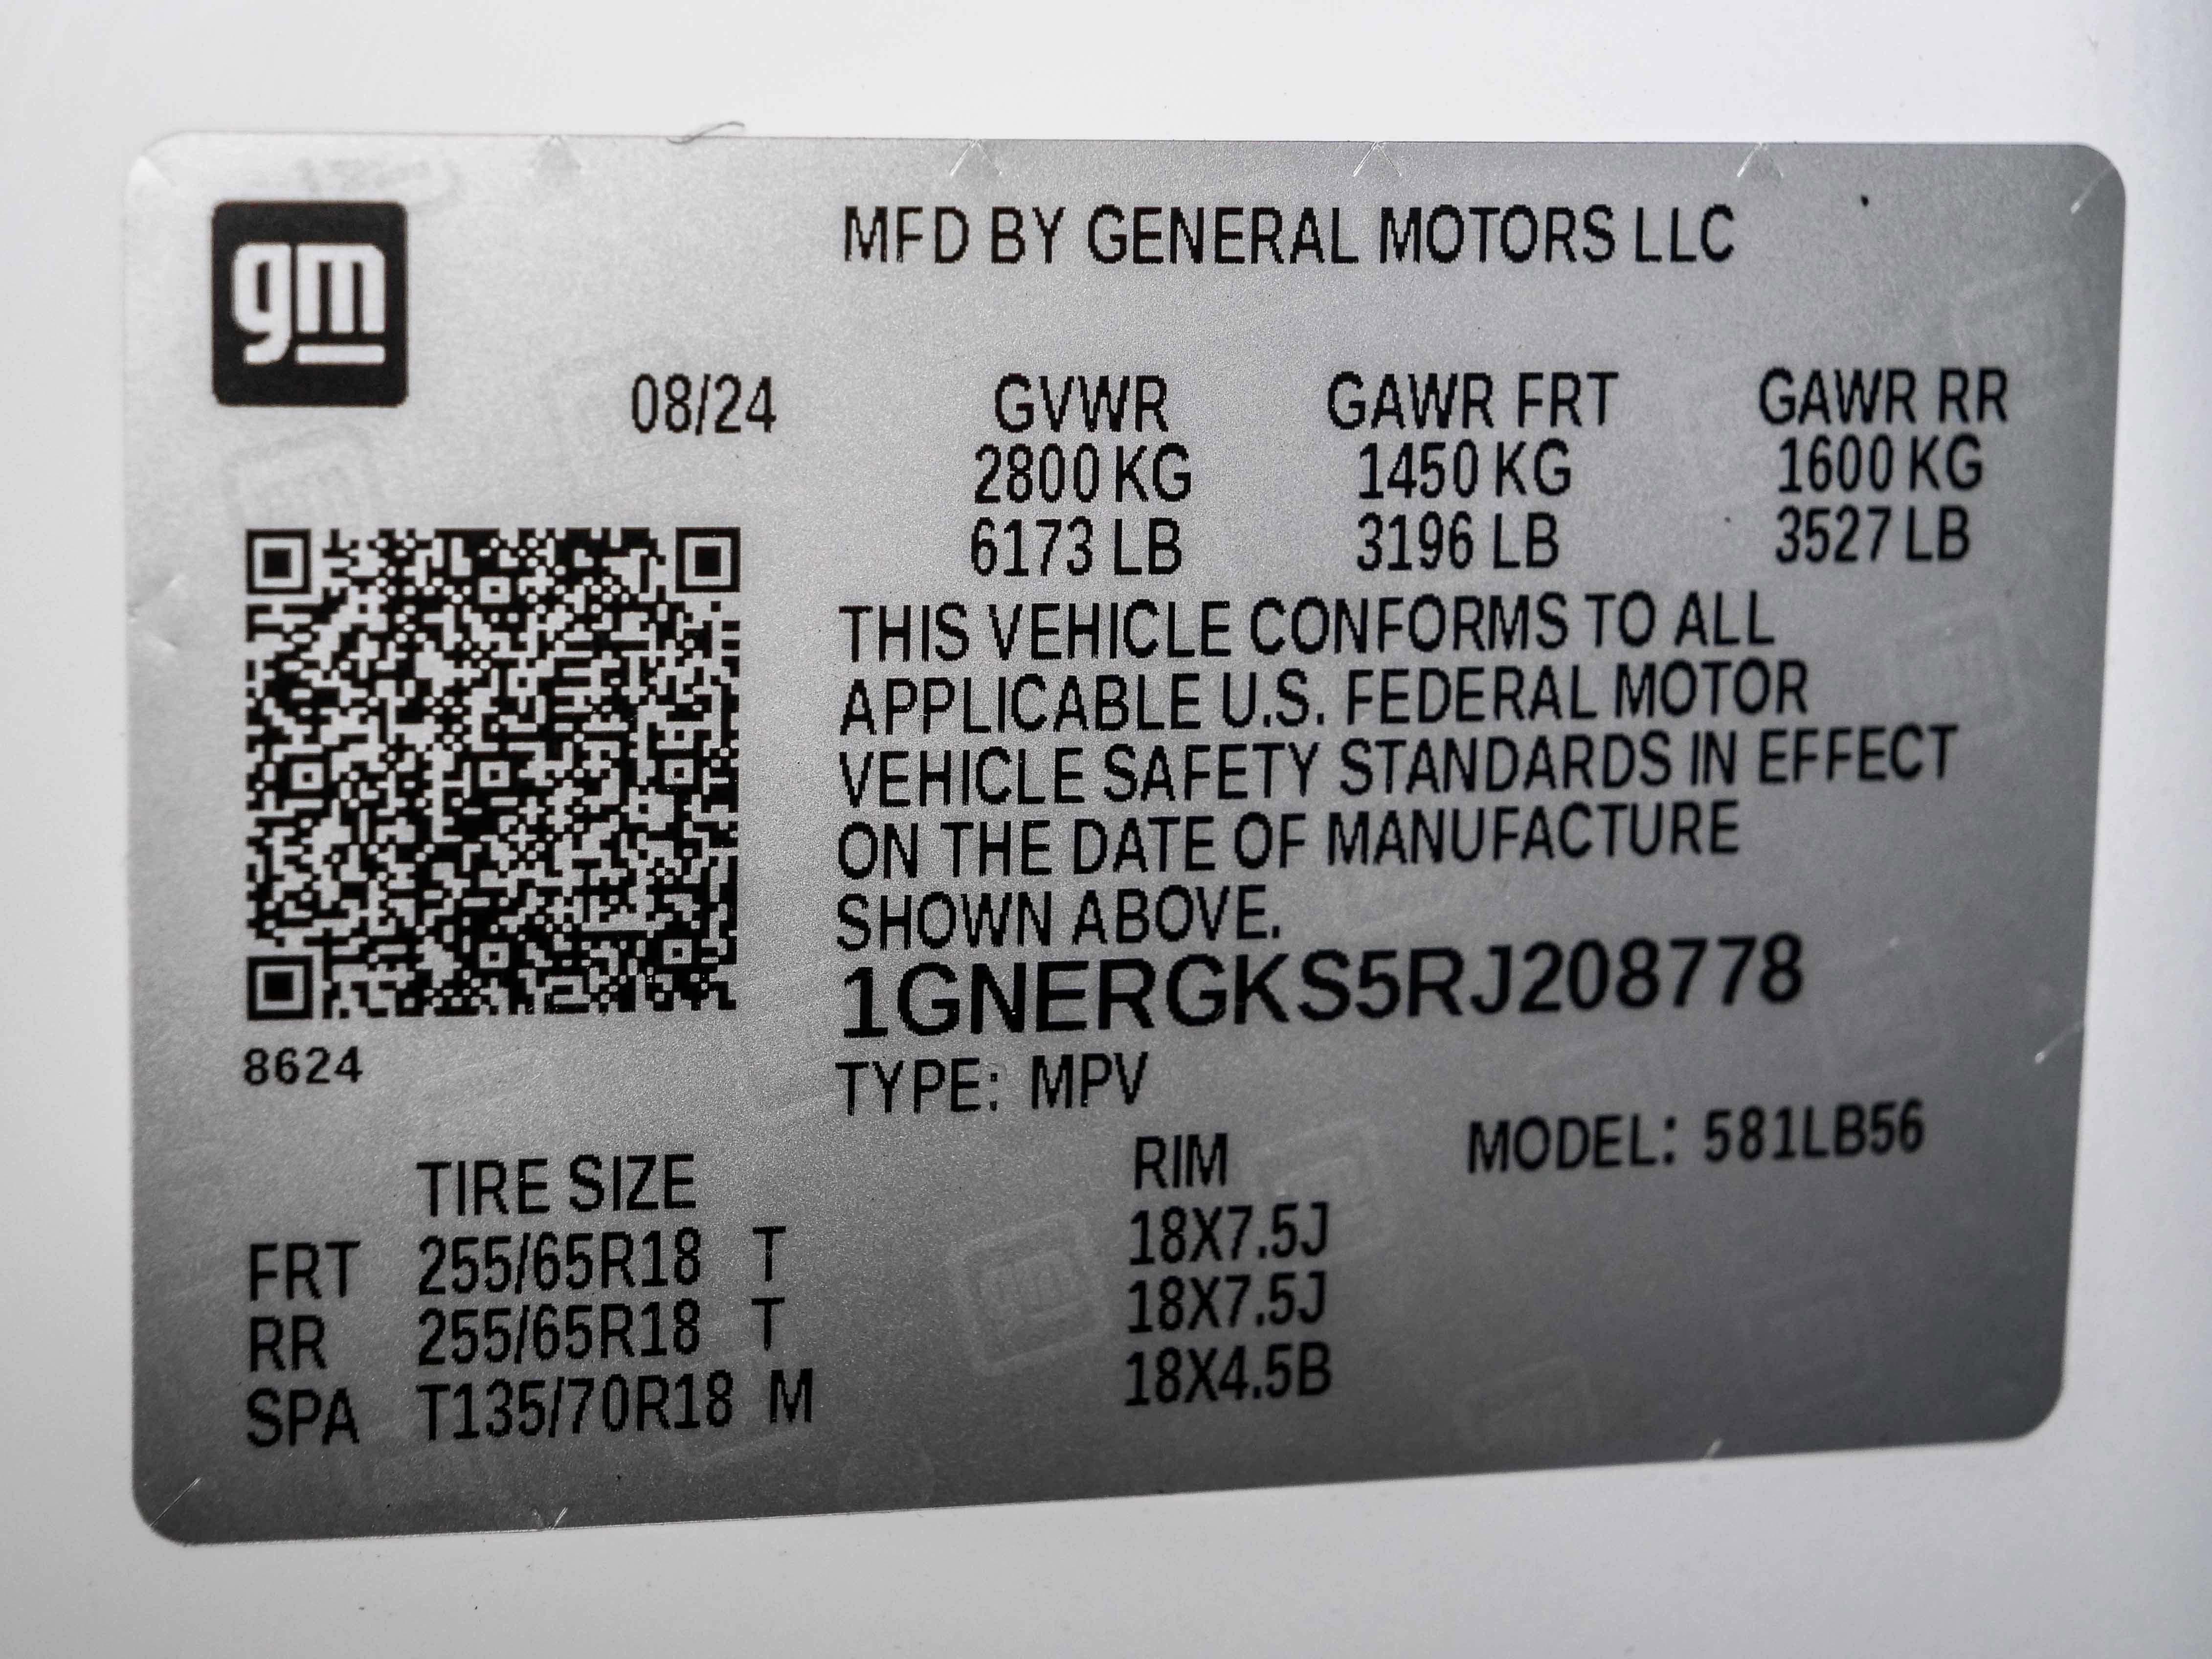 gm
MFD BY GENERAL MOTORS LLC
08/24 GVWR GAWR FRT GAWR RR
2800 KG 1450 KG 1600 KG
6173 LB 3196 LB 3527 LB
THIS VEHICLE CONFORMS TO ALL
APPLICABLE U.S. FEDERAL MOTOR
VEHICLE SAFETY STANDARDS IN EFFECT
ON THE DATE OF MANUFACTURE
SHOWN ABOVE.
1GNERGKS5RJ208778
8624
TYPE: MPV
TIRE SIZE RIM MODEL: 581LB56
FRT 255/65R18 T 18X7.5J
RR 255/65R18 T 18X7.5J
SPA T135/70R18 M 18X4.5B